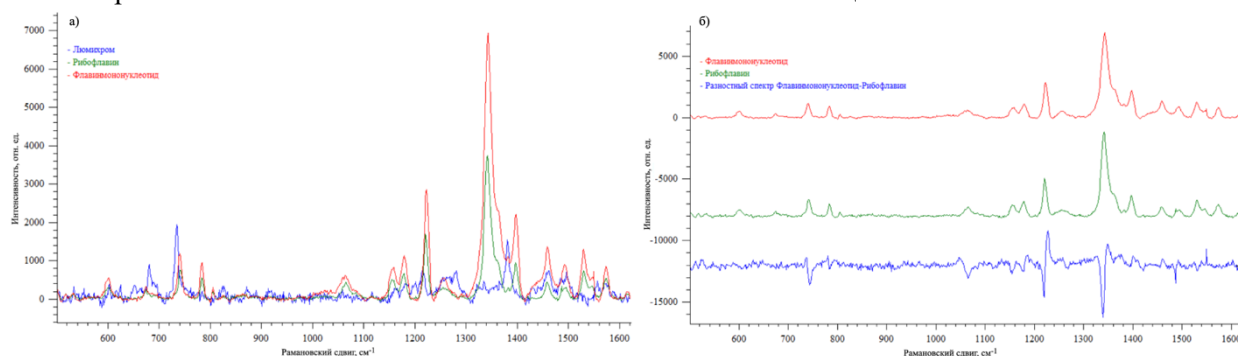 а)
7000
6000
5000
4000
3000
2000
1000
0
- Люмихром
- Рибофлавин
- Флавинмононуклеотид
Интенсивность, отн. ед.
600 700 800 900 1000 1100 1200 1300 1400 1500 1600
Рамановский сдвиг, см-1
б)
5000
0
-5000
-10000
-15000
- Флавинмононуклеотид
- Рибофлавин
- Разностный спектр Флавинмононуклеотид-Рибофлавин
Интенсивность, отн. ед.
600 700 800 900 1000 1100 1200 1300 1400 1500 1600
Рамановский сдвиг, см-1